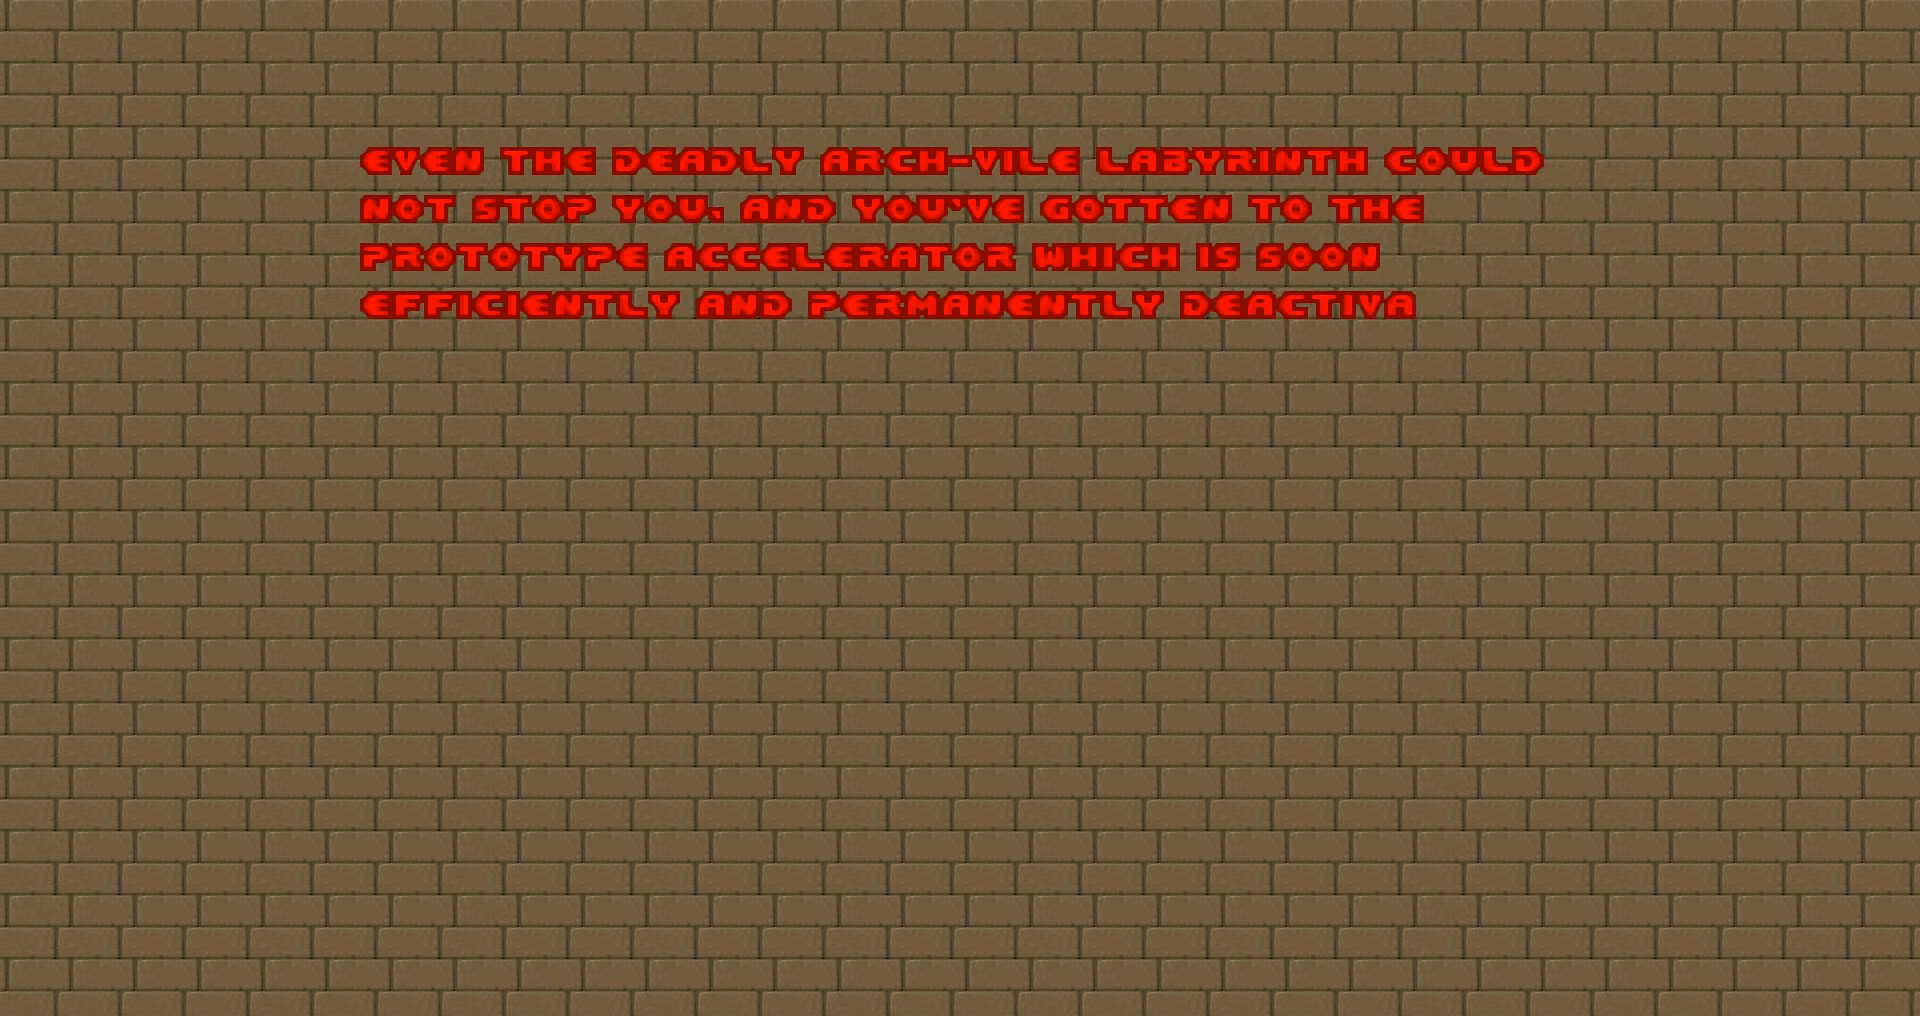 EVEN THE DEADLY ARCH-VILE LABYRINTH COULD
NOT STOP YOU, AND YOU'VE GOTTEN TO THE
PROTOTYPE ACCELERATOR WHICH IS SOON
EFFICIENTLY AND PERMANENTLY DEACTIVA